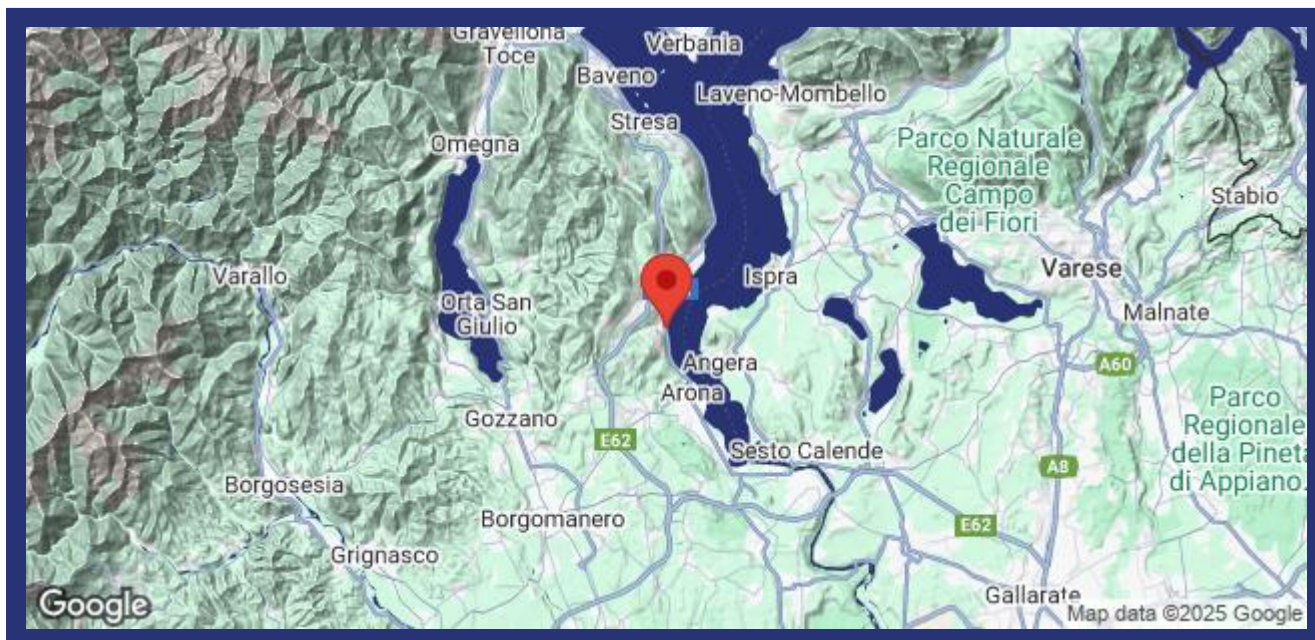 Gravellona
Toce
Verbania
Baveno
Laveno-Mombello
Stresa
Omegna
Parco Naturale
Regionale
Campo
dei Fiori
Stabio
Varallo
Ispra
Varese
Orta San
Giulio
Malnate
Angera
A60
Arona
Gozzano
Parco
Regionale
della Pineta
di Appiano
E62
Sesto Calende
A8
Borgosesia
Borgomanero
E62
Grignasco
Gallarate
Google
Map data ©2025 Google